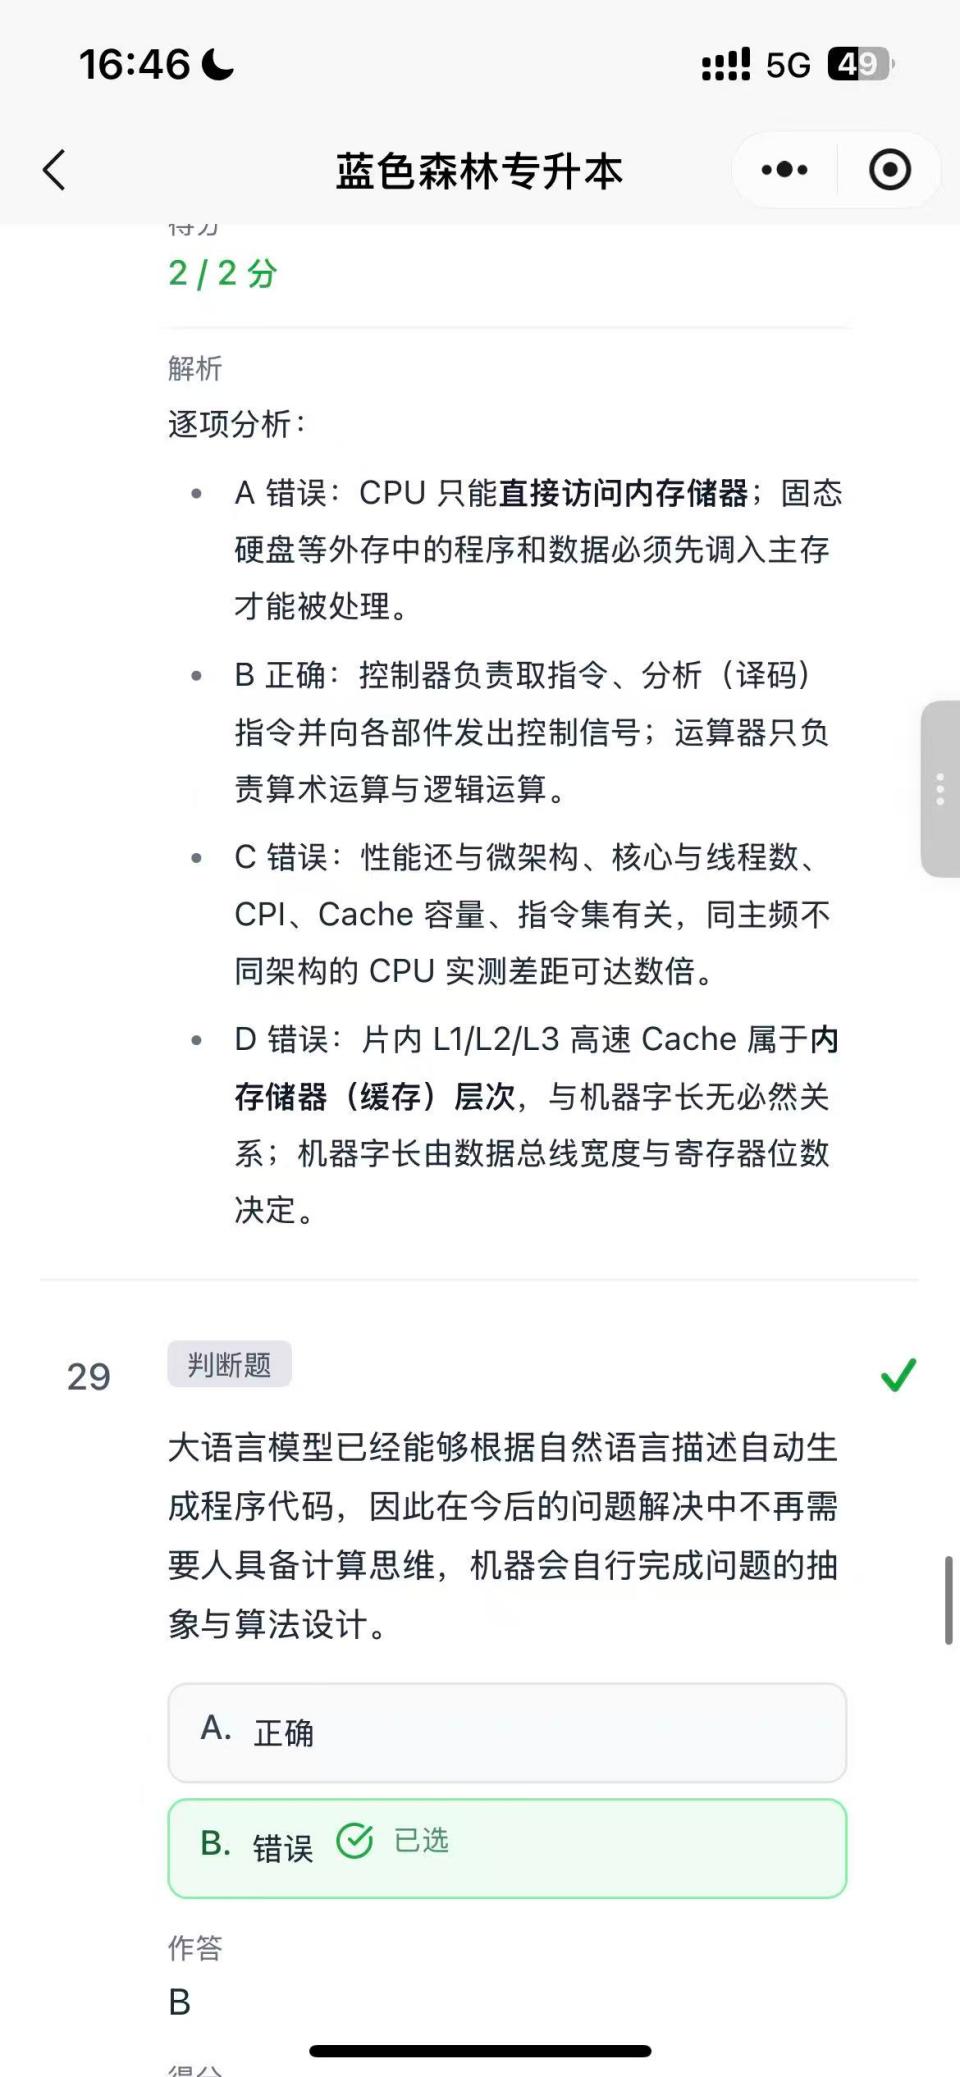 16:46
5G
49
蓝色森林专升本
得分
2 / 2 分
解析
逐项分析：
A 错误：CPU 只能直接访问内存储器；固态
硬盘等外存中的程序和数据必须先调入主存
才能被处理。
B 正确：控制器负责取指令、分析（译码）
指令并向各部件发出控制信号；运算器只负
责算术运算与逻辑运算。
C 错误：性能还与微架构、核心与线程数、
CPI、Cache 容量、指令集有关，同主频不
同架构的 CPU 实测差距可达数倍。
D 错误：片内 L1/L2/L3 高速 Cache 属于内
存储器（缓存）层次，与机器字长无必然关
系；机器字长由数据总线宽度与寄存器位数
决定。
29
判断题
大语言模型已经能够根据自然语言描述自动生
成程序代码，因此在今后的问题解决中不再需
要人具备计算思维，机器会自行完成问题的抽
象与算法设计。
A. 正确
B. 错误 已选
作答
B
得分